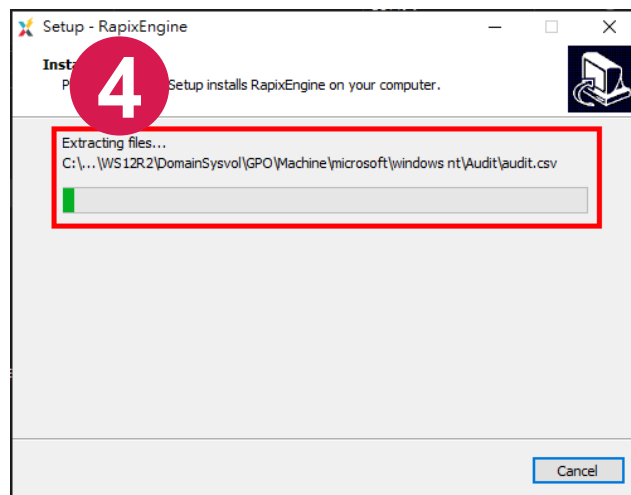 Setup - RapixEngine
4
Setup installs RapixEngine on your computer.
Extracting files...
C:\...\WS12R2\DomainSysvol\GPO\Machine\microsoft\windows nt\Audit\audit.csv
Cancel